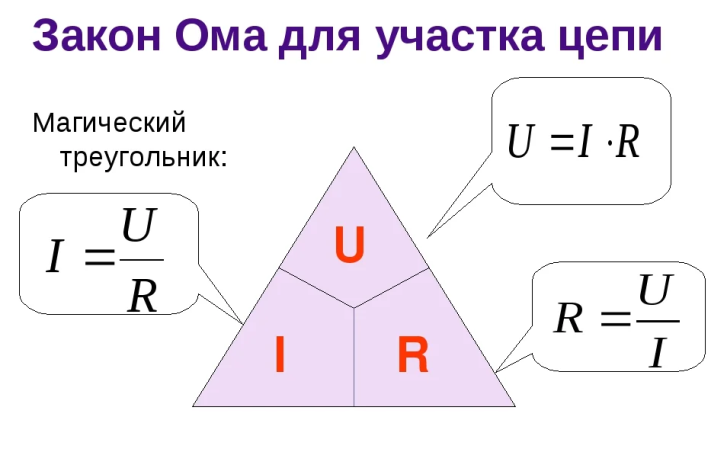 Закон Ома для участка цепи
Магический
треугольник:
U = I · R
I = U/R
R = U/I
U
I
R